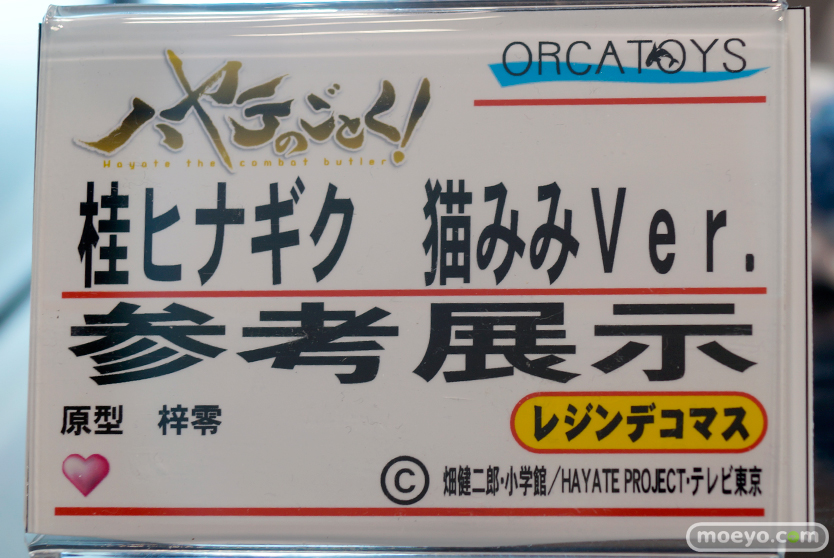 ORCATOYS
ハヤテのごとく!
Hayate the combat butler
桂ヒナギク 猫みみVer.
参考展示
原型 梓零
レジンデコマス
© 畑健二郎・小学館/HAYATE PROJECT・テレビ東京
moeyo.com